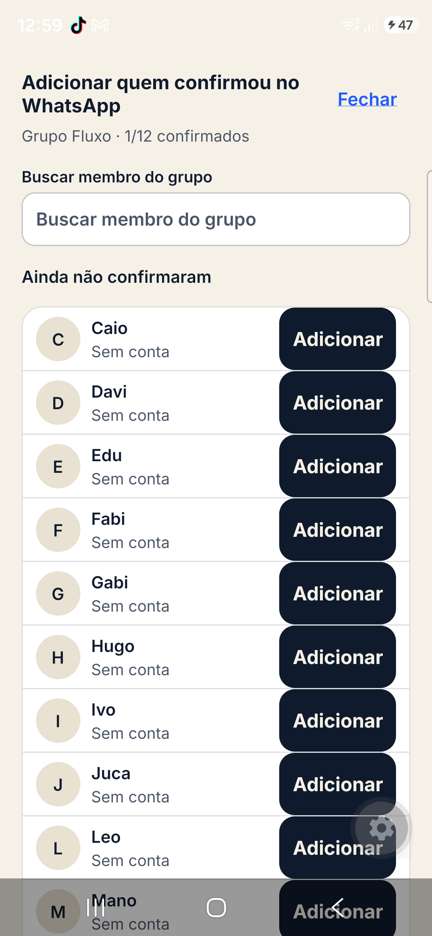 12:59
47
Adicionar quem confirmou no
WhatsApp
Fechar
Grupo Fluxo · 1/12 confirmados
Buscar membro do grupo
Buscar membro do grupo
Ainda não confirmaram
C
Caio
Sem conta
Adicionar
D
Davi
Sem conta
Adicionar
E
Edu
Sem conta
Adicionar
F
Fabi
Sem conta
Adicionar
G
Gabi
Sem conta
Adicionar
H
Hugo
Sem conta
Adicionar
I
Ivo
Sem conta
Adicionar
J
Juca
Sem conta
Adicionar
L
Leo
Sem conta
Adicionar
M
Mano
Sem conta
Adicionar